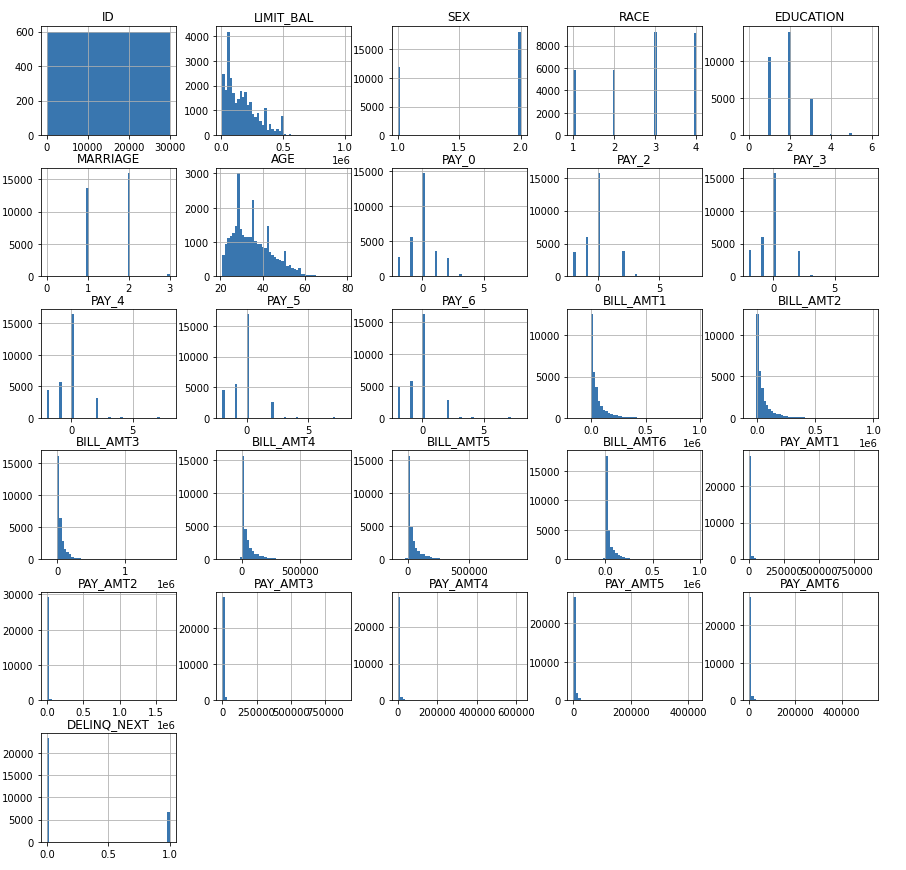 ID LIMIT_BAL SEX RACE EDUCATION
600 400 200 0
4000 3000 2000 1000 0
15000 10000 5000 0
8000 6000 4000 2000 0
10000 5000 0
0 10000 20000 30000
0.0 0.5 1.0
1e6
1.0 1.5 2.0
1 2 3 4
0 2 4 6
MARRIAGE AGE PAY_0 PAY_2 PAY_3
15000 10000 5000 0
3000 2000 1000 0
15000 10000 5000 0
15000 10000 5000 0
15000 10000 5000 0
0 1 2 3
20 40 60 80
0 5
0 5
0 5
PAY_4 PAY_5 PAY_6 BILL_AMT1 BILL_AMT2
15000 10000 5000 0
15000 10000 5000 0
15000 10000 5000 0
10000 5000 0
10000 5000 0
0 5
0 5
0 5
0.0 0.5 1.0
1e6
0.0 0.5 1.0
1e6
BILL_AMT3 BILL_AMT4 BILL_AMT5 BILL_AMT6 PAY_AMT1
15000 10000 5000 0
15000 10000 5000 0
15000 10000 5000 0
15000 10000 5000 0
20000 10000 0
0 1
1e6
0 500000
0 500000
0.0 0.5 1.0
1e6
0 250000 500000 750000
PAY_AMT2 PAY_AMT3 PAY_AMT4 PAY_AMT5 PAY_AMT6
30000 20000 10000 0
20000 10000 0
20000 10000 0
20000 10000 0
20000 10000 0
0.0 0.5 1.0 1.5
1e6
0 250000 500000 750000
0 200000 400000 600000
0 200000 400000
0 200000 400000
DELINQ_NEXT
20000 15000 10000 5000 0
0.0 0.5 1.0